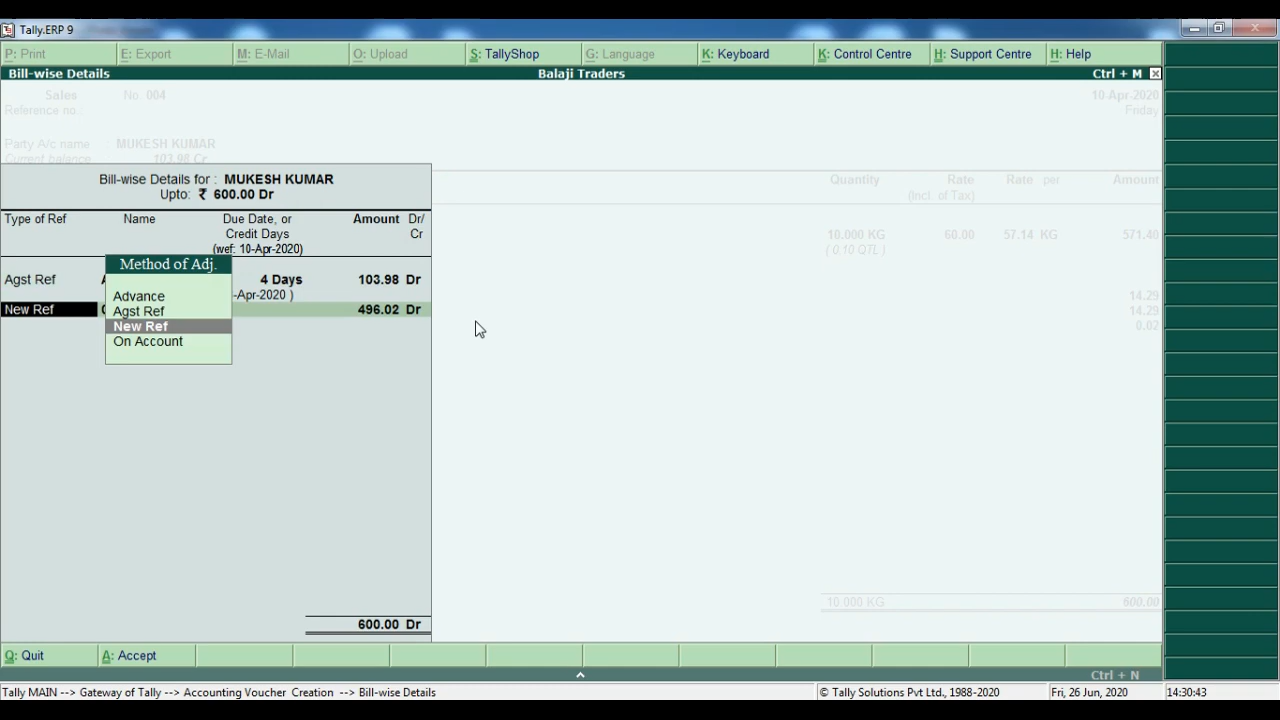 Tally.ERP 9
P: Print E: Export M: E-Mail O: Upload S: TallyShop G: Language K: Keyboard K: Control Centre H: Support Centre H: Help
Bill-wise Details Balaji Traders Ctrl + M
Sales No. 004 10-Apr-2020
Reference no.: Friday
Party A/c name MUKESH KUMAR
Current balance 103.98 Cr
Bill-wise Details for : MUKESH KUMAR
Upto: ₹ 600.00 Dr
Quantity Rate Rate per Amount
(Incl. of Tax)
Type of Ref Name Due Date, or Amount Dr/
Credit Days Cr
(wef: 10-Apr-2020)
10.000 KG 60.00 57.14 KG 571.40
( 0.10 QTL )
Method of Adj.
Agst Ref 4 Days 103.98 Dr
Advance -Apr-2020 ) 14.29
New Ref Agst Ref 496.02 Dr 14.29
New Ref 0.02
On Account
10.000 KG 600.00
600.00 Dr
Q: Quit A: Accept
Ctrl + N
Tally MAIN --> Gateway of Tally --> Accounting Voucher Creation --> Bill-wise Details © Tally Solutions Pvt Ltd., 1988-2020 Fri, 26 Jun, 2020 14:30:43